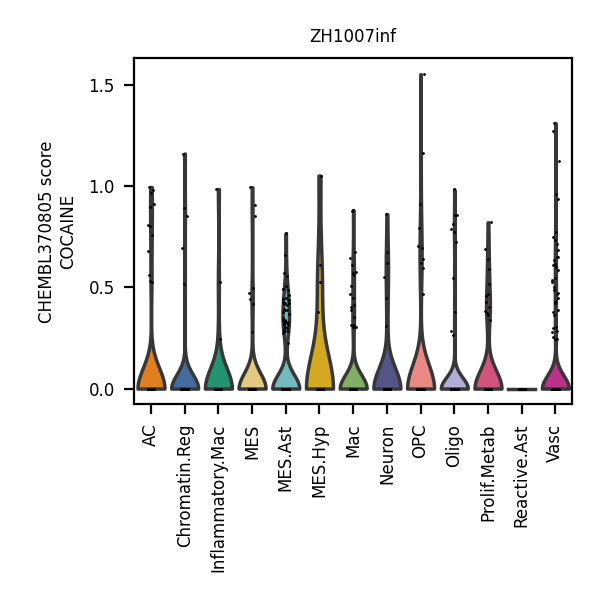 ZH1007inf
CHEMBL370805 score
COCAINE
1.5
1.0
0.5
0.0
AC
Chromatin.Reg
Inflammatory.Mac
MES
MES.Ast
MES.Hyp
Mac
Neuron
OPC
Oligo
Prolif.Metab
Reactive.Ast
Vasc